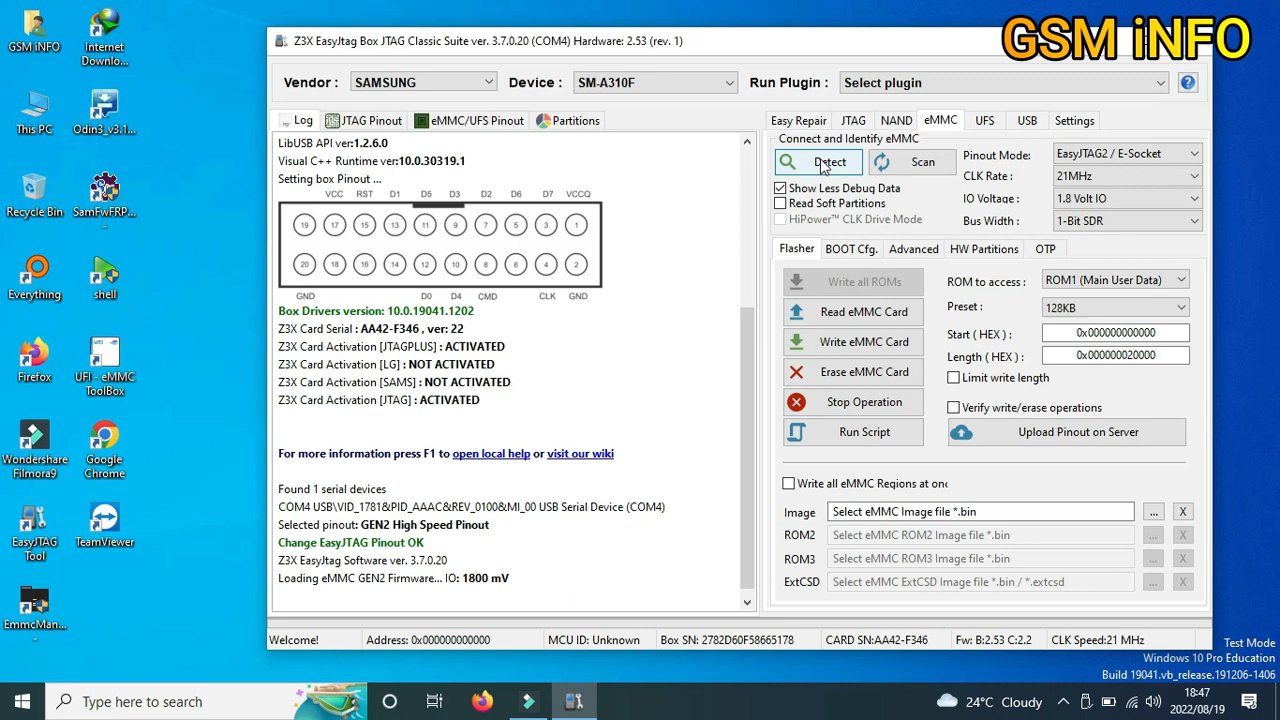 GSM iNFO
GSM iNFO
Internet
Downlo...
This PC
Odin3_v3.1...
Recycle Bin
SamFwFRP...
-
Everything
shell
Firefox
UFI - eMMC
ToolBox
Wondershare
Filmora9
Google
Chrome
EasyJTAG
Tool
TeamViewer
EmmcMan...
-
Z3X EasyJtag Box JTAG Classic Suite ver. 3.7.0.20 (COM4) Hardware: 2.53 (rev. 1)
Vendor : SAMSUNG Device : SM-A310F Run Plugin : Select plugin ?
Log JTAG Pinout eMMC/UFS Pinout Partitions
LibUSB API ver:1.2.6.0
Visual C++ Runtime ver:10.0.30319.1
Setting box Pinout ...
VCC RST D1 D5 D3 D2 D6 D7 VCCQ
19 17 15 13 11 9 7 5 3 1
20 18 16 14 12 10 8 6 4 2
GND D0 D4 CMD CLK GND
Box Drivers version: 10.0.19041.1202
Z3X Card Serial : AA42-F346 , ver: 22
Z3X Card Activation [JTAGPLUS] : ACTIVATED
Z3X Card Activation [LG] : NOT ACTIVATED
Z3X Card Activation [SAMS] : NOT ACTIVATED
Z3X Card Activation [JTAG] : ACTIVATED
For more information press F1 to open local help or visit our wiki
Found 1 serial devices
COM4 USB\VID_1781&PID_AAAC&REV_0100&MI_00 USB Serial Device (COM4)
Selected pinout: GEN2 High Speed Pinout
Change EasyJTAG Pinout OK
Z3X EasyJtag Software ver. 3.7.0.20
Loading eMMC GEN2 Firmware... IO: 1800 mV
Easy Repair JTAG NAND eMMC UFS USB Settings
Connect and Identify eMMC
Detect Scan
Show Less Debug Data
Read Soft Partitions
HiPower™ CLK Drive Mode
Pinout Mode: EasyJTAG2 / E-Socket
CLK Rate : 21MHz
IO Voltage : 1.8 Volt IO
Bus Width : 1-Bit SDR
Flasher BOOT Cfg. Advanced HW Partitions OTP
Write all ROMs
Read eMMC Card
Write eMMC Card
Erase eMMC Card
Stop Operation
Run Script
ROM to access : ROM1 (Main User Data)
Preset : 128KB
Start ( HEX ) : 0x000000000000
Length ( HEX ) : 0x000000020000
Limit write length
Verify write/erase operations
Upload Pinout on Server
Write all eMMC Regions at onc
Image Select eMMC Image file *.bin ... X
ROM2 Select eMMC ROM2 Image file *.bin ... X
ROM3 Select eMMC ROM3 Image file *.bin ... X
ExtCSD Select eMMC ExtCSD Image file *.bin / *.extcsd ... X
Welcome! Address: 0x000000000000 MCU ID: Unknown Box SN: 2782D60F58665178 CARD SN:AA42-F346 Fw: B:2.53 C:2.2 CLK Speed:21 MHz
Test Mode
Windows 10 Pro Education
Build 19041.vb_release.191206-1406
Type here to search
24°C Cloudy
18:47
2022/08/19